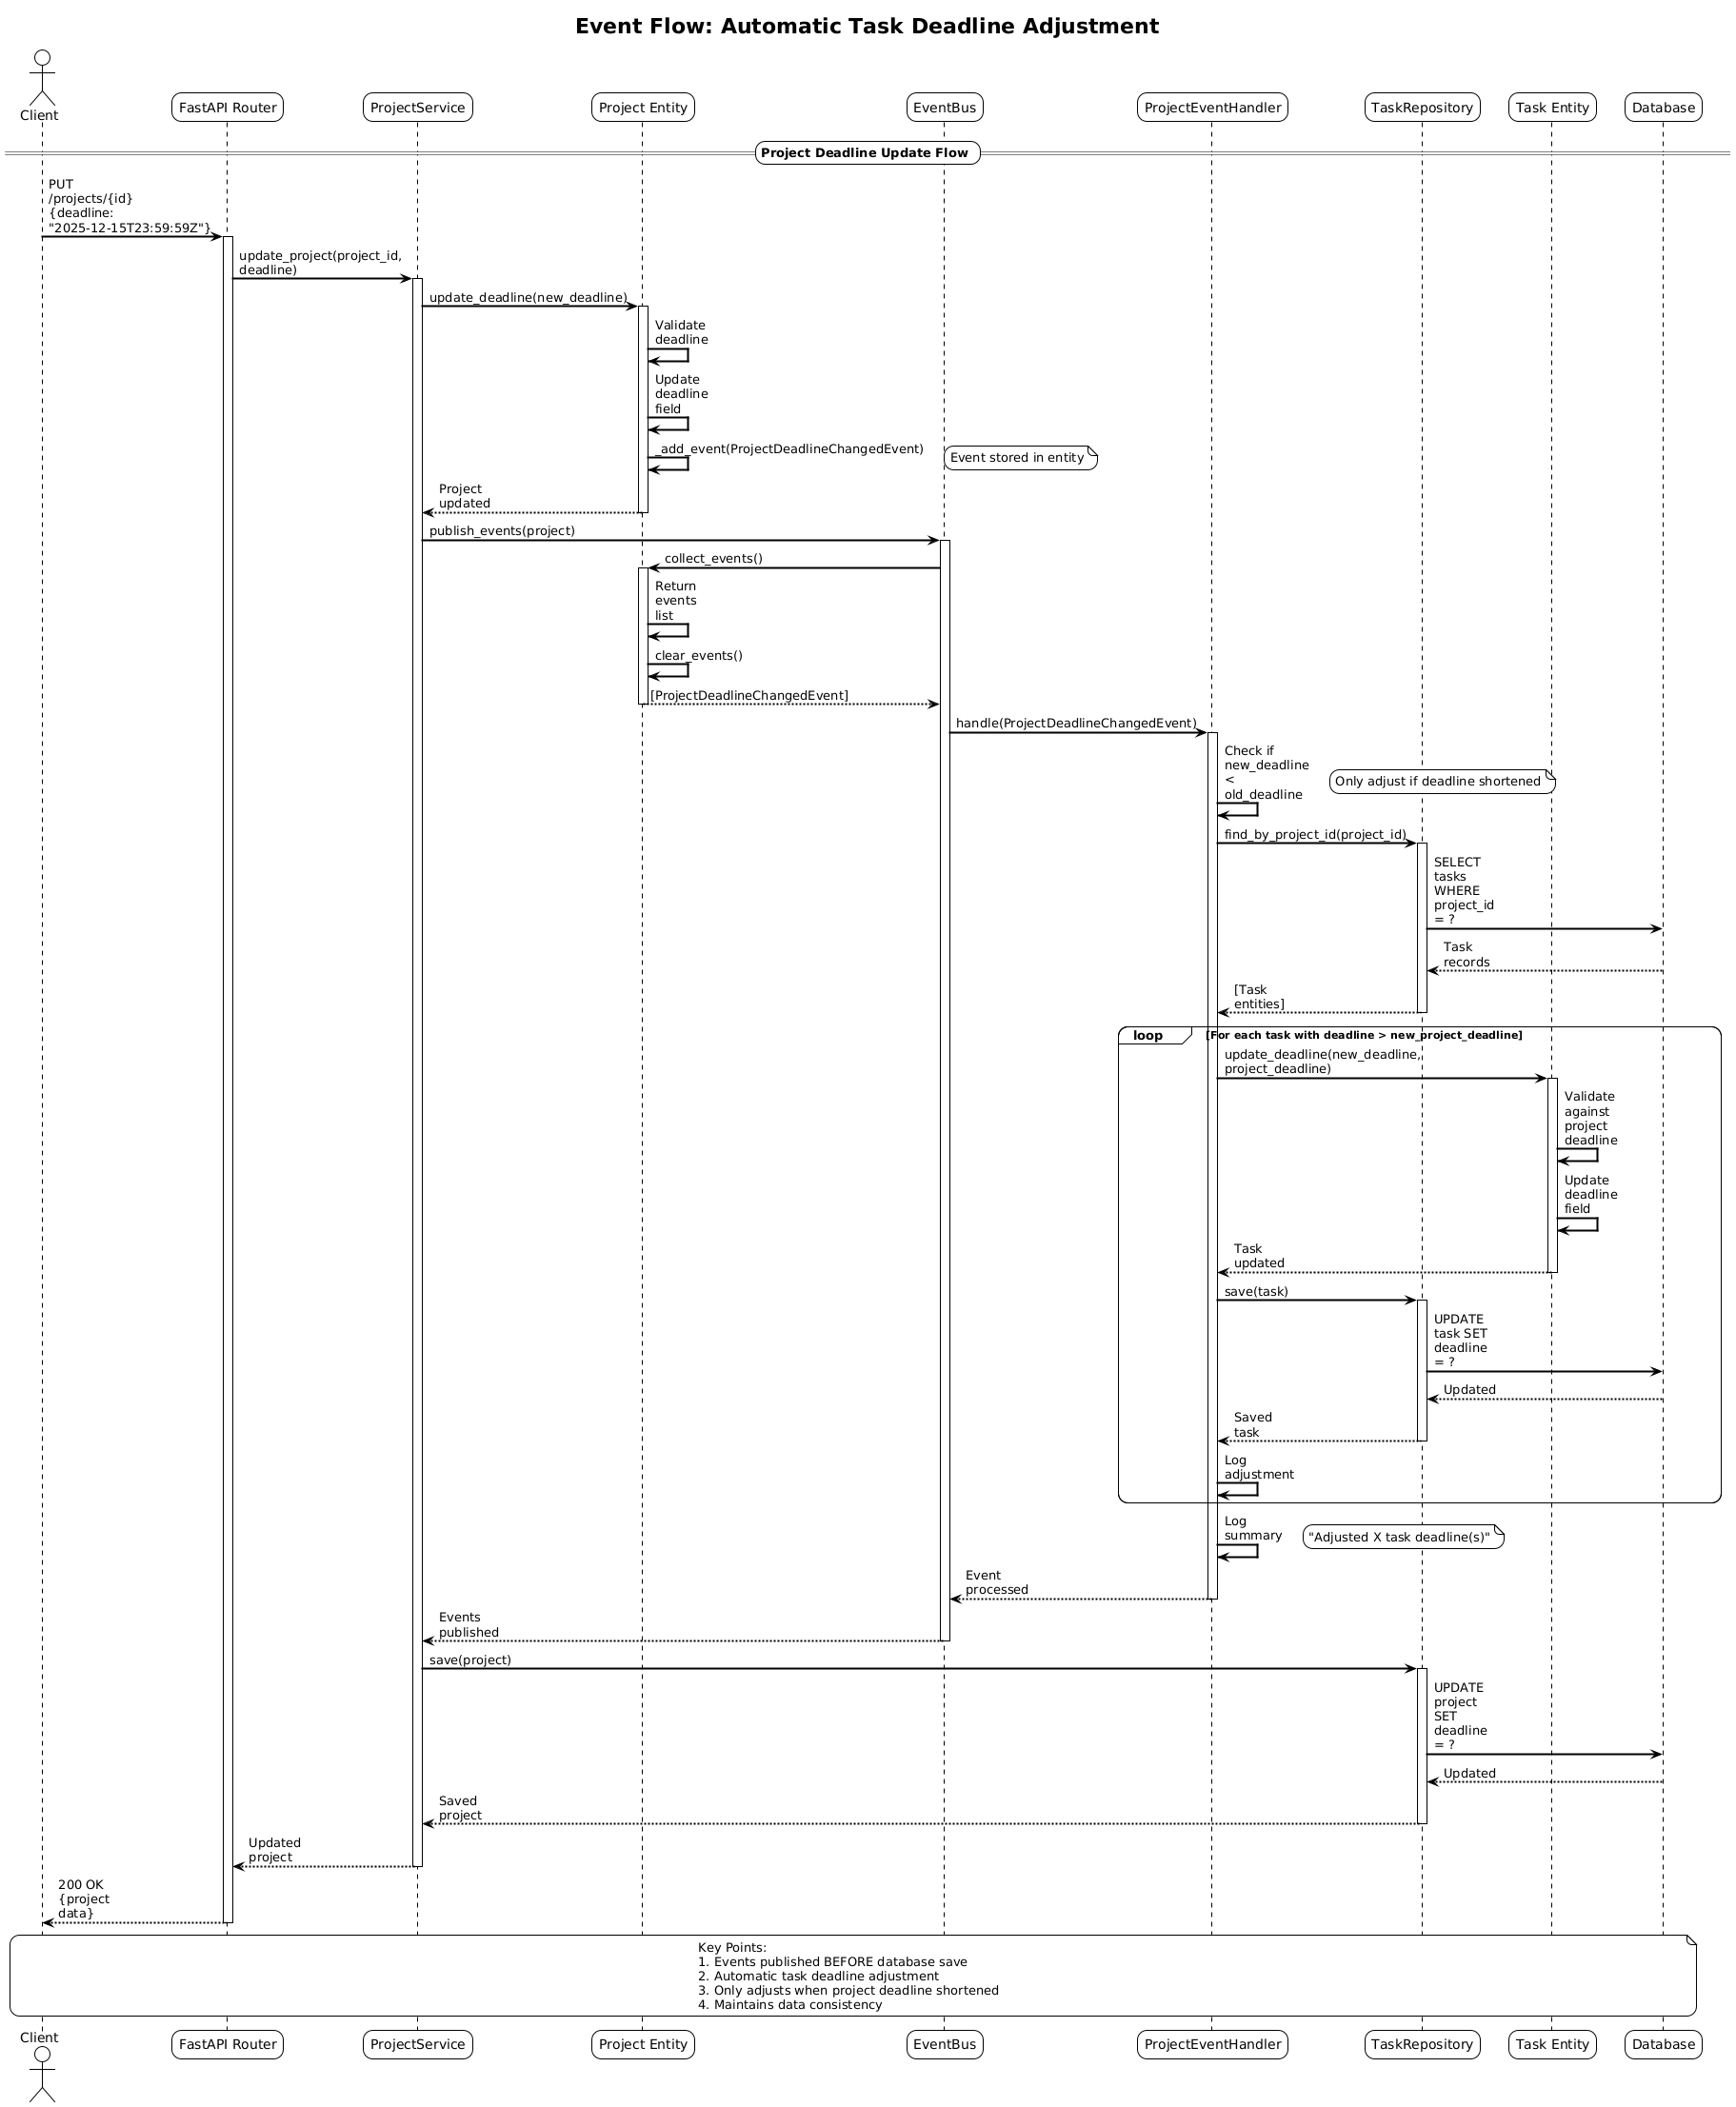 Event Flow: Automatic Task Deadline Adjustment
Client
FastAPI Router
ProjectService
Project Entity
EventBus
ProjectEventHandler
TaskRepository
Task Entity
Database
Project Deadline Update Flow
PUT
/projects/{id}
{deadline:
"2025-12-15T23:59:59Z"}
update_project(project_id,
deadline)
update_deadline(new_deadline)
Validate
deadline
Update
deadline
field
_add_event(ProjectDeadlineChangedEvent)
Event stored in entity
Project
updated
publish_events(project)
collect_events()
Return
events
list
clear_events()
[ProjectDeadlineChangedEvent]
handle(ProjectDeadlineChangedEvent)
Check if
new_deadline
<
old_deadline
Only adjust if deadline shortened
find_by_project_id(project_id)
SELECT
tasks
WHERE
project_id
= ?
Task
records
[Task
entities]
loop
[For each task with deadline > new_project_deadline]
update_deadline(new_deadline,
project_deadline)
Validate
against
project
deadline
Update
deadline
field
Task
updated
save(task)
UPDATE
task SET
deadline
= ?
Updated
Saved
task
Log
adjustment
Log
summary
"Adjusted X task deadline(s)"
Event
processed
Events
published
save(project)
UPDATE
project
SET
deadline
= ?
Updated
Saved
project
Updated
project
200 OK
{project
data}
Key Points:
1. Events published BEFORE database save
2. Automatic task deadline adjustment
3. Only adjusts when project deadline shortened
4. Maintains data consistency
Client
FastAPI Router
ProjectService
Project Entity
EventBus
ProjectEventHandler
TaskRepository
Task Entity
Database